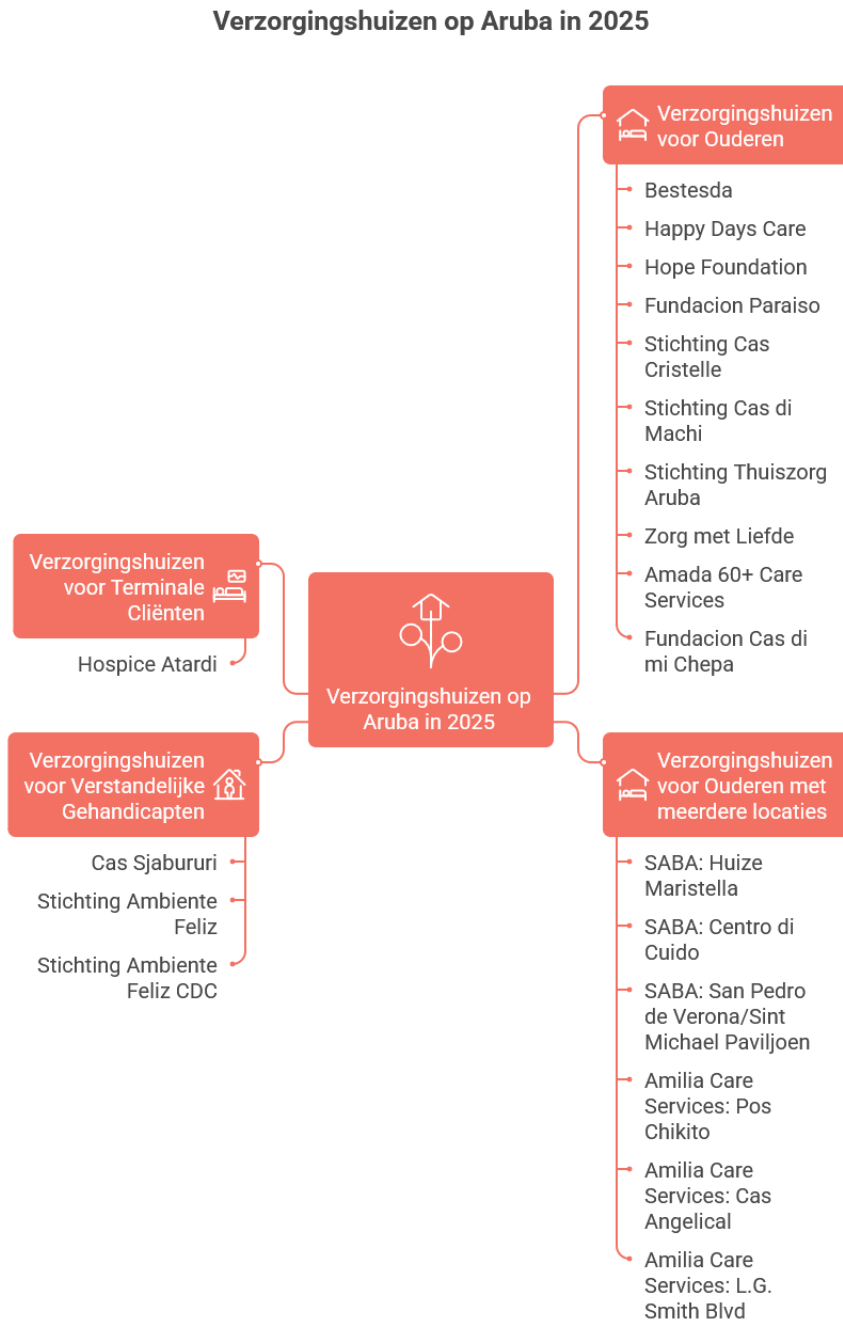 Verzorgingshuizen op Aruba in 2025
Verzorgingshuizen
voor Ouderen
Bestesda
Happy Days Care
Hope Foundation
Fundacion Paraiso
Stichting Cas
Cristelle
Stichting Cas di
Machi
Stichting Thuiszorg
Aruba
Zorg met Liefde
Amada 60+ Care
Services
Fundacion Cas di
mi Chepa
Verzorgingshuizen
voor Terminale
Cliënten
Hospice Atardi
Verzorgingshuizen op
Aruba in 2025
Verzorgingshuizen
voor Verstandelijke
Gehandicapten
Cas Sjabururi
Stichting Ambiente
Feliz
Stichting Ambiente
Feliz CDC
Verzorgingshuizen
voor Ouderen met
meerdere locaties
SABA: Huize
Maristella
SABA: Centro di
Cuido
SABA: San Pedro
de Verona/Sint
Michael Paviljoen
Amilia Care
Services: Pos
Chikito
Amilia Care
Services: Cas
Angelical
Amilia Care
Services: L.G.
Smith Blvd